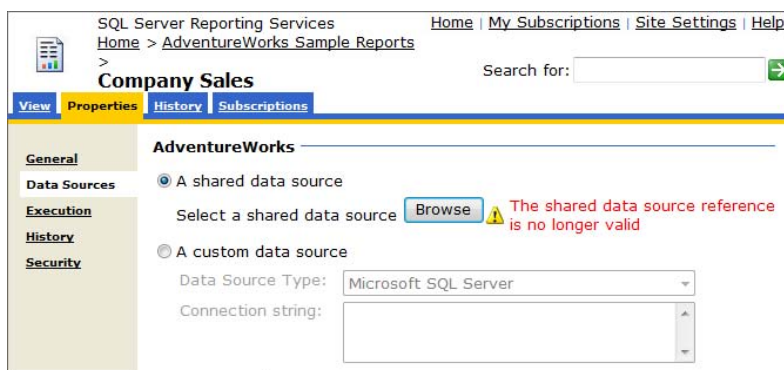 SQL Server Reporting Services
Home | My Subscriptions | Site Settings | Help
Home > AdventureWorks Sample Reports
>
Company Sales
Search for:
View Properties History Subscriptions
General
Data Sources
Execution
History
Security
AdventureWorks
A shared data source
Select a shared data source Browse The shared data source reference
is no longer valid
A custom data source
Data Source Type: Microsoft SQL Server
Connection string: